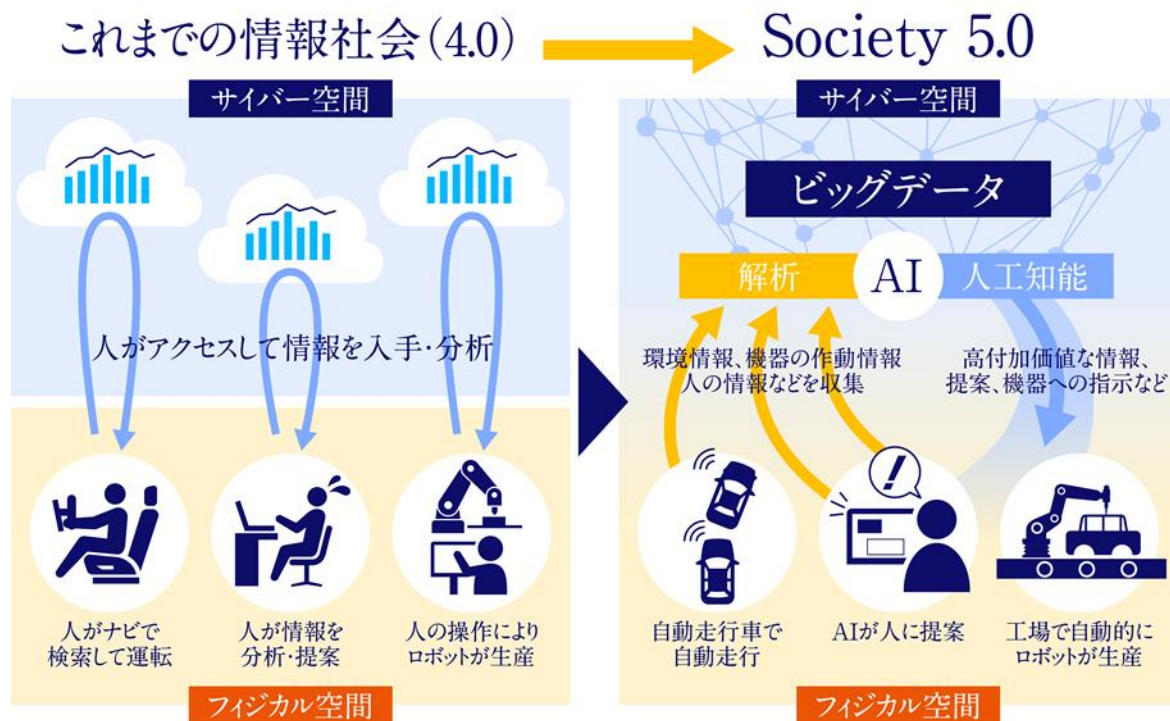 これまでの情報社会(4.0)
サイバー空間
人がアクセスして情報を入手・分析
人がナビで
検索して運転
人が情報を
分析・提案
人の操作により
ロボットが生産
フィジカル空間
Society 5.0
サイバー空間
ビッグデータ
解析
AI
人工知能
環境情報、機器の作動情報
人の情報などを収集
高付加価値な情報、
提案、機器への指示など
!
自動走行車で
自動走行
AIが人に提案
工場で自動的に
ロボットが生産
フィジカル空間